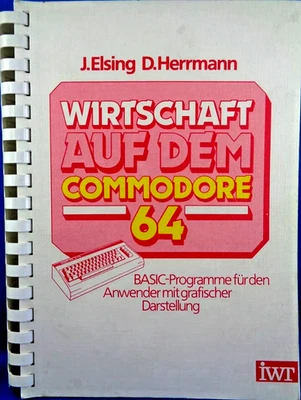 J.Elsing D.Herrmann
WIRTSCHAFT
AUF DEM
COMMODORE
64
BASIC-Programme für den
Anwender mit grafischer
Darstellung
iWT